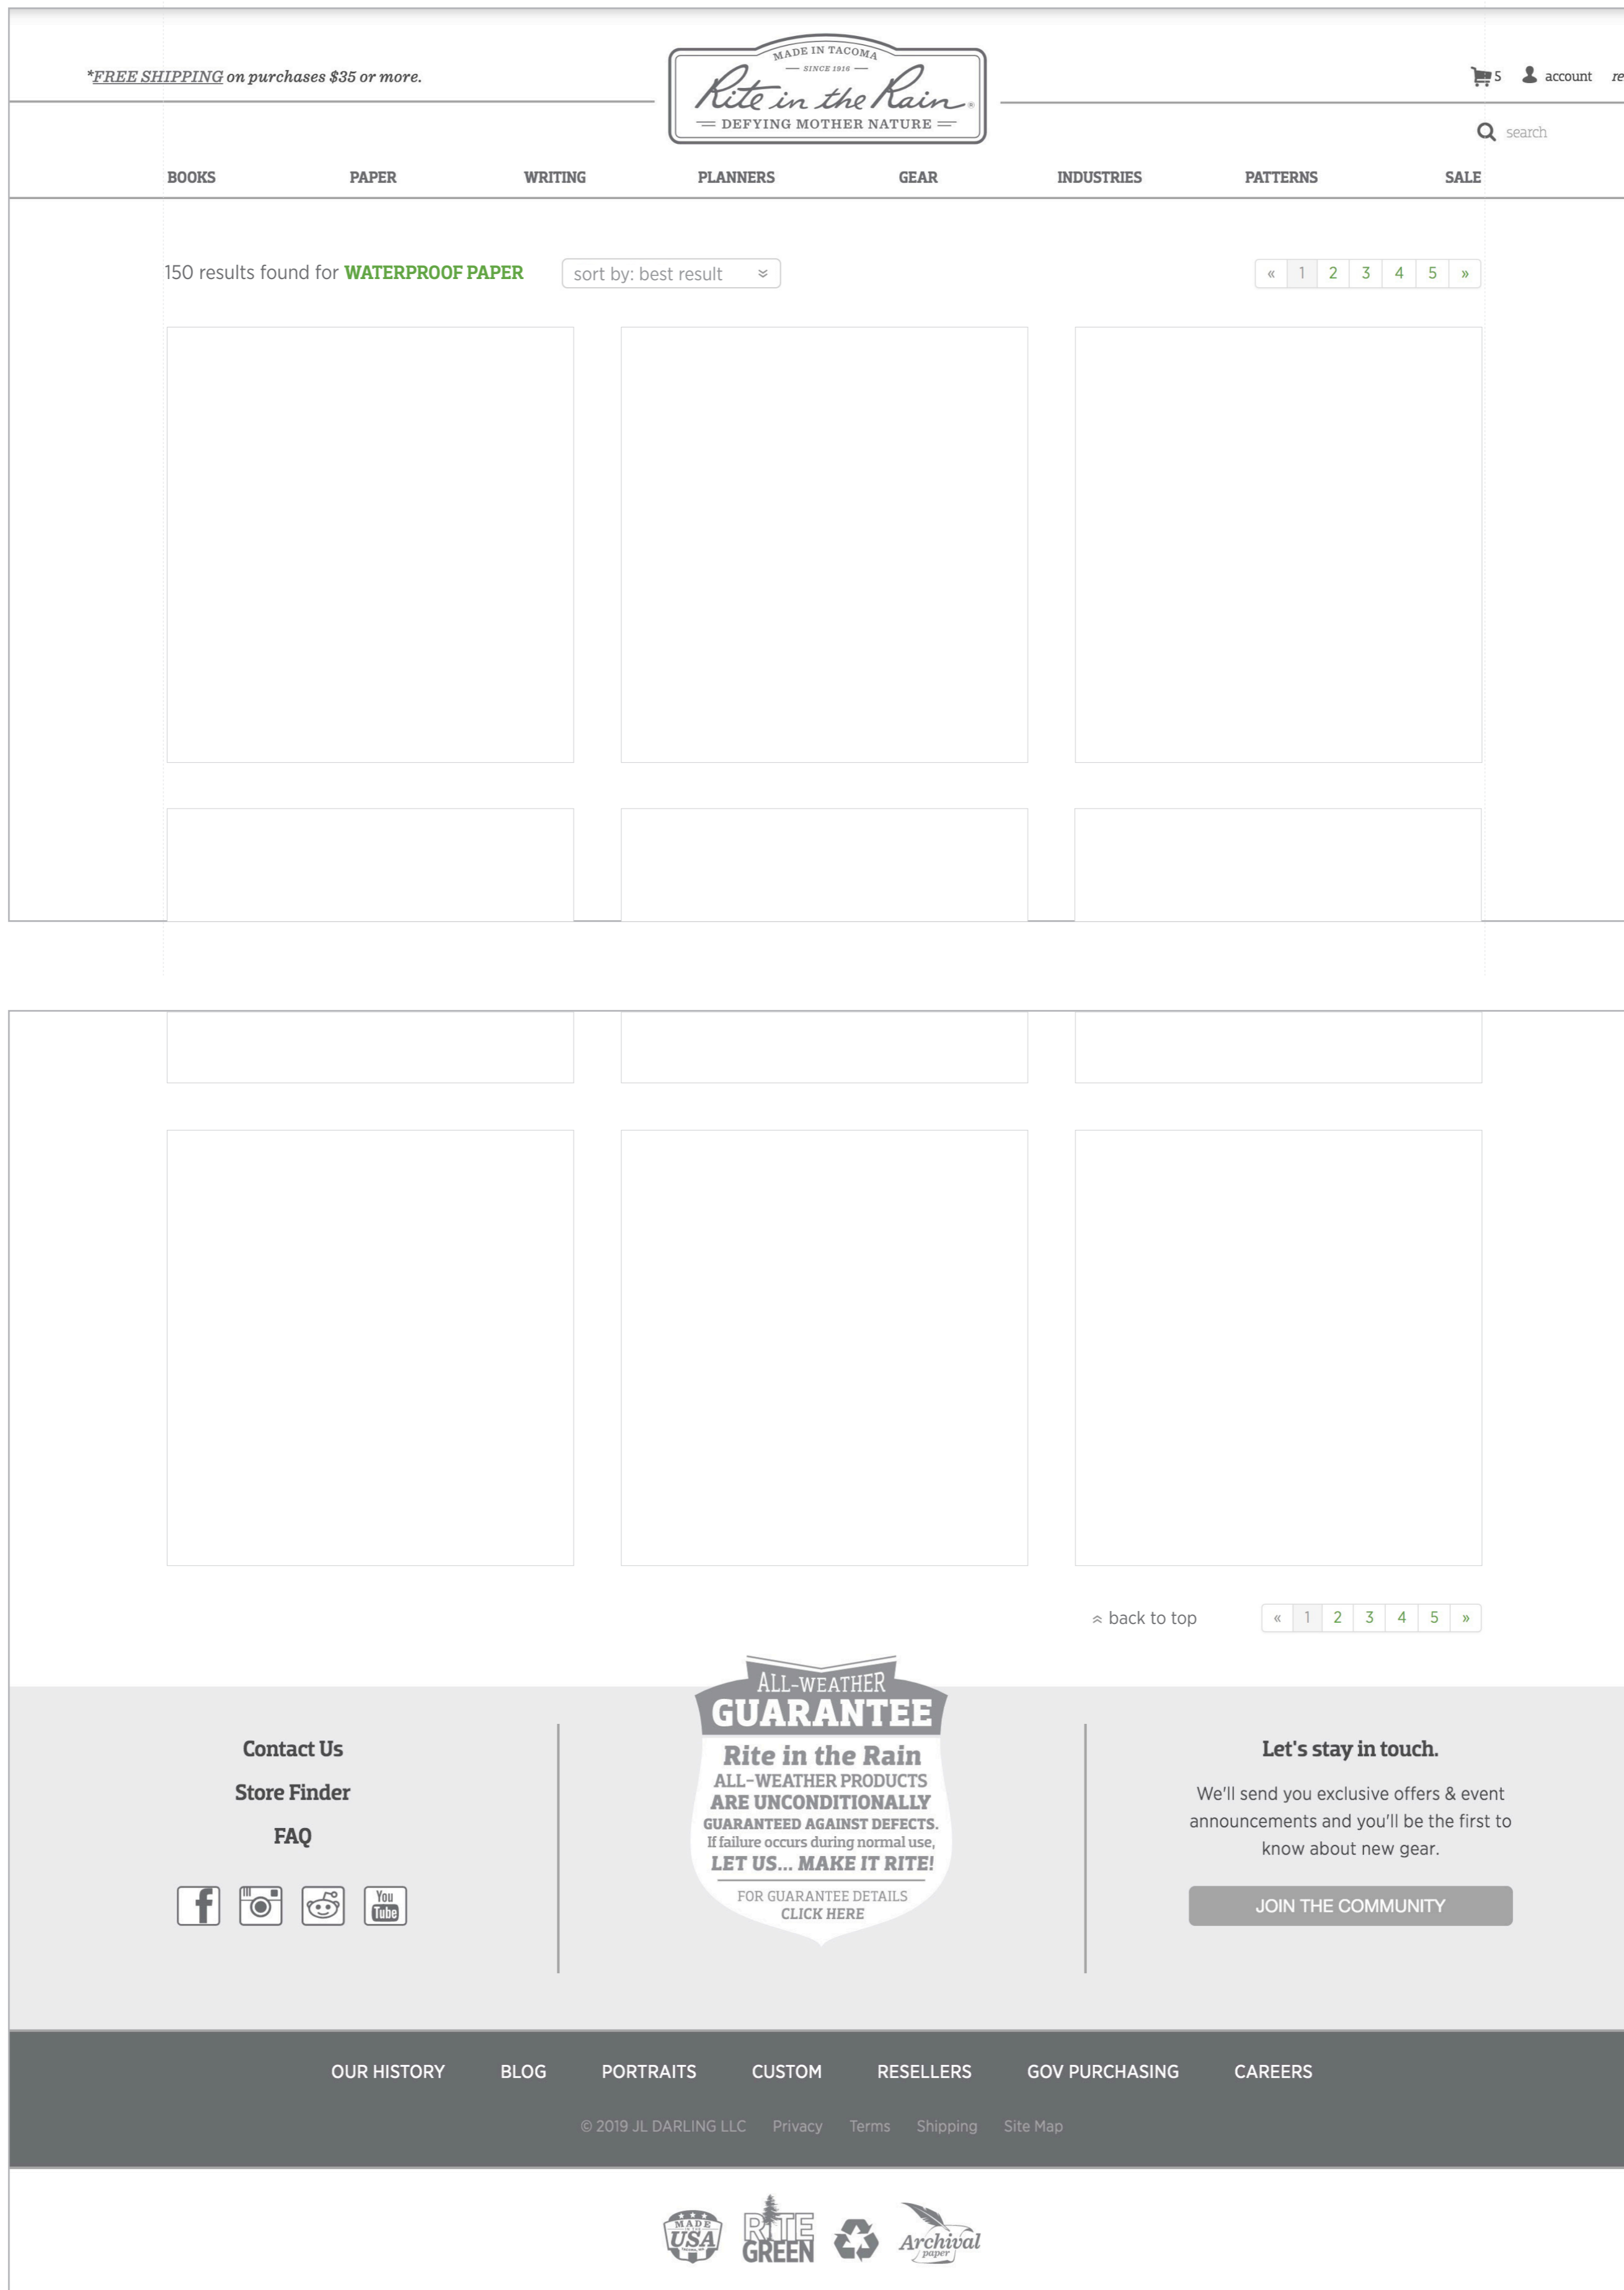 *FREE SHIPPING on purchases $35 or more.
MADE IN TACOMA
SINCE 1916
Rite in the Rain®
DEFYING MOTHER NATURE
5 account re
search
BOOKS PAPER WRITING PLANNERS GEAR INDUSTRIES PATTERNS SALE
150 results found for WATERPROOF PAPER
sort by: best result
« 1 2 3 4 5 »
back to top
« 1 2 3 4 5 »
Contact Us
Store Finder
FAQ
You
Tube
ALL-WEATHER
GUARANTEE
Rite in the Rain
ALL-WEATHER PRODUCTS
ARE UNCONDITIONALLY
GUARANTEED AGAINST DEFECTS.
If failure occurs during normal use,
LET US... MAKE IT RITE!
FOR GUARANTEE DETAILS
CLICK HERE
Let's stay in touch.
We'll send you exclusive offers & event
announcements and you'll be the first to
know about new gear.
JOIN THE COMMUNITY
OUR HISTORY BLOG PORTRAITS CUSTOM RESELLERS GOV PURCHASING CAREERS
© 2019 JL DARLING LLC Privacy Terms Shipping Site Map
MADE
USA
RITE
GREEN
Archival
paper